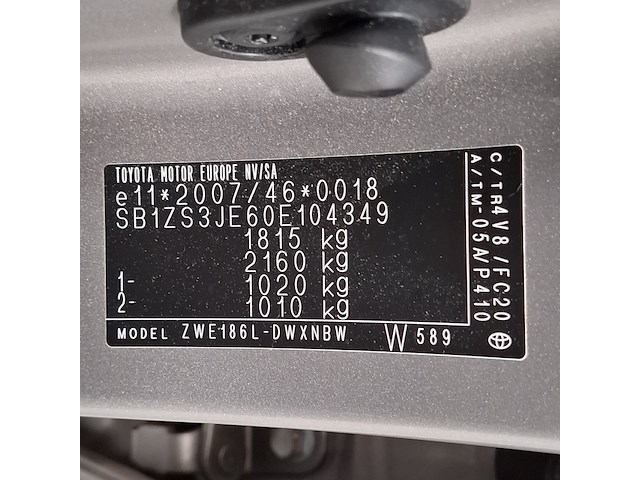 TOYOTA MOTOR EUROPE NV/SA
e11*2007/46*0018
SB1ZS3JE60E104349
1815 kg
2160 kg
1- 1020 kg
2- 1010 kg
MODEL ZWE186L-DWXNBW W589
C/TR4V8/FC20
A/TM-05A/P410